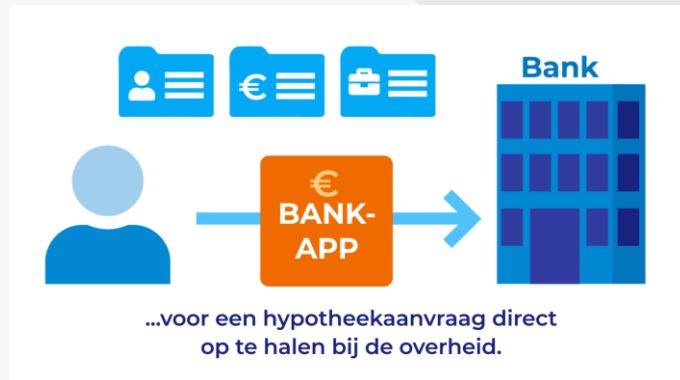 Bank
€
€
BANK-
APP
...voor een hypotheekaanvraag direct
op te halen bij de overheid.